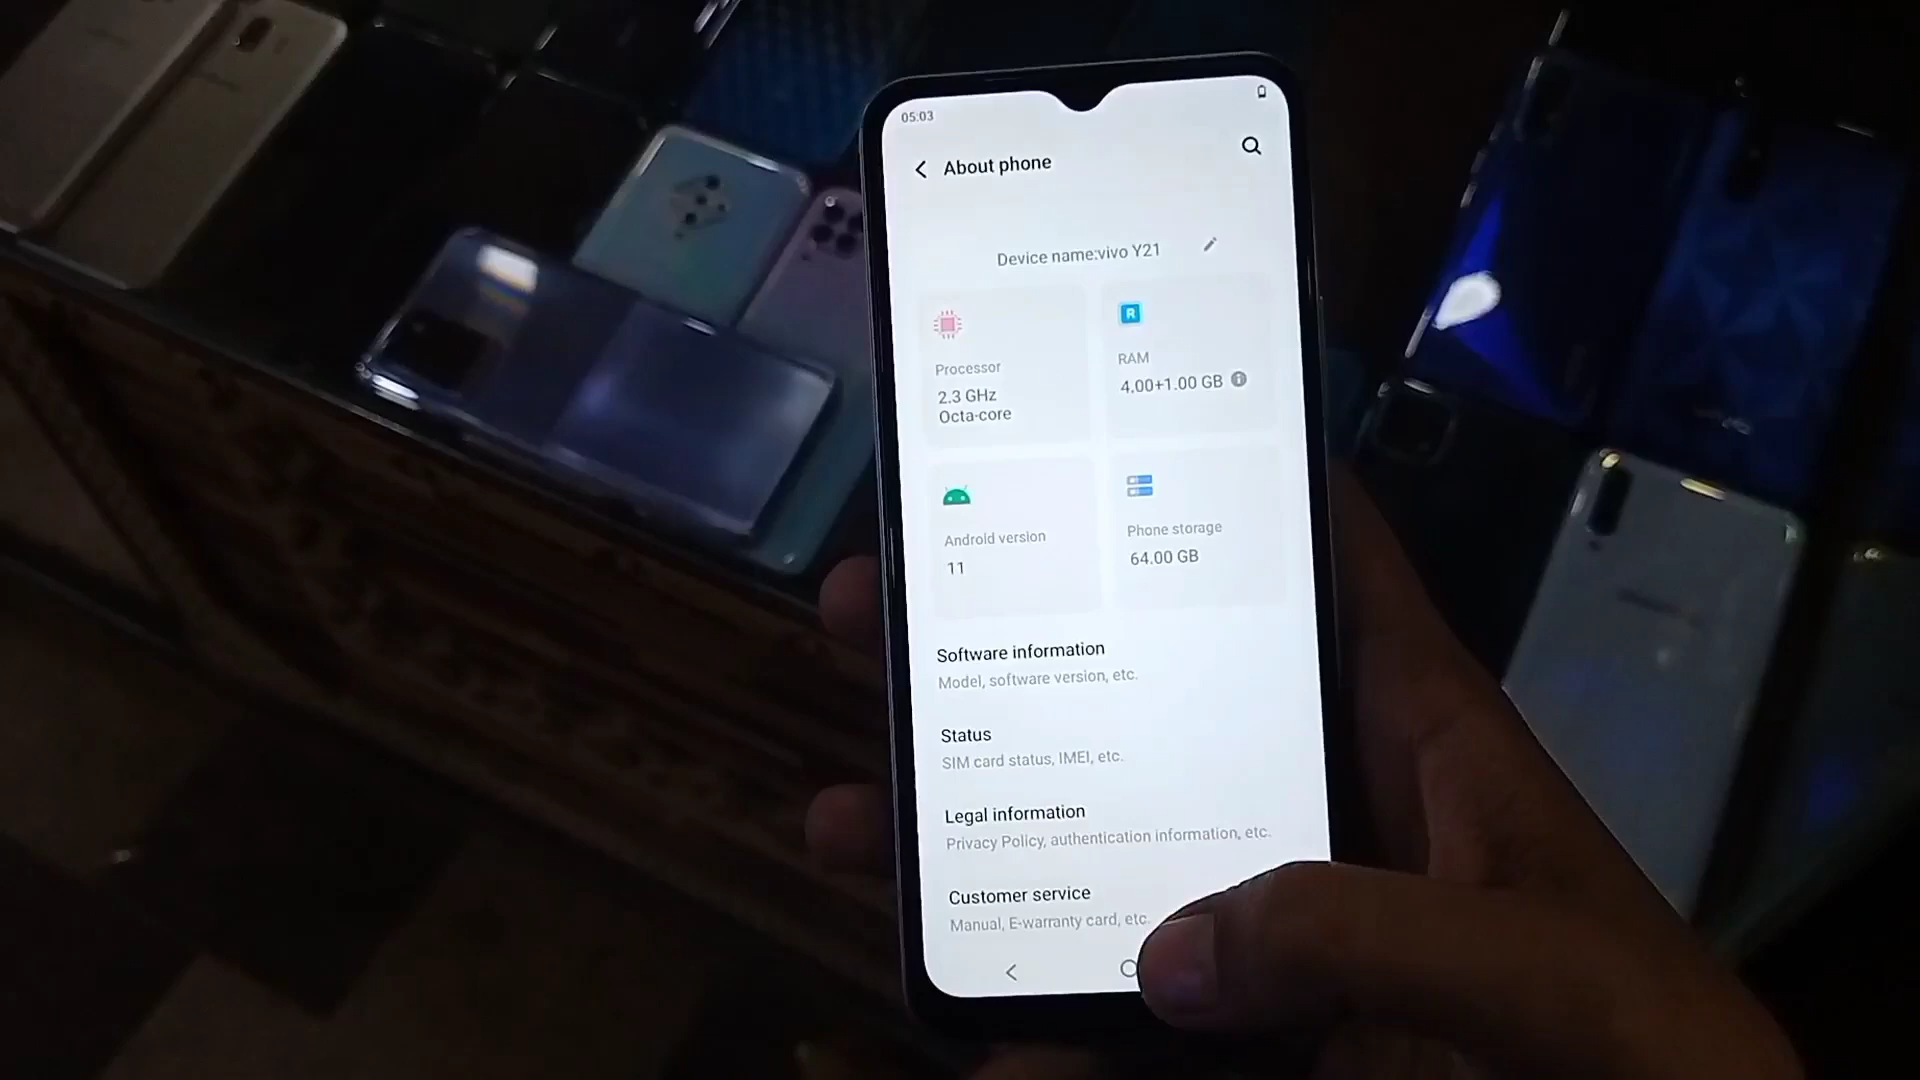 05:03
About phone
Device name:vivo Y21
Processor
2.3 GHz
Octa-core
R
RAM
4.00+1.00 GB
Android version
11
Phone storage
64.00 GB
Software information
Model, software version, etc.
Status
SIM card status, IMEI, etc.
Legal information
Privacy Policy, authentication information, etc.
Customer service
Manual, E-warranty card, etc.